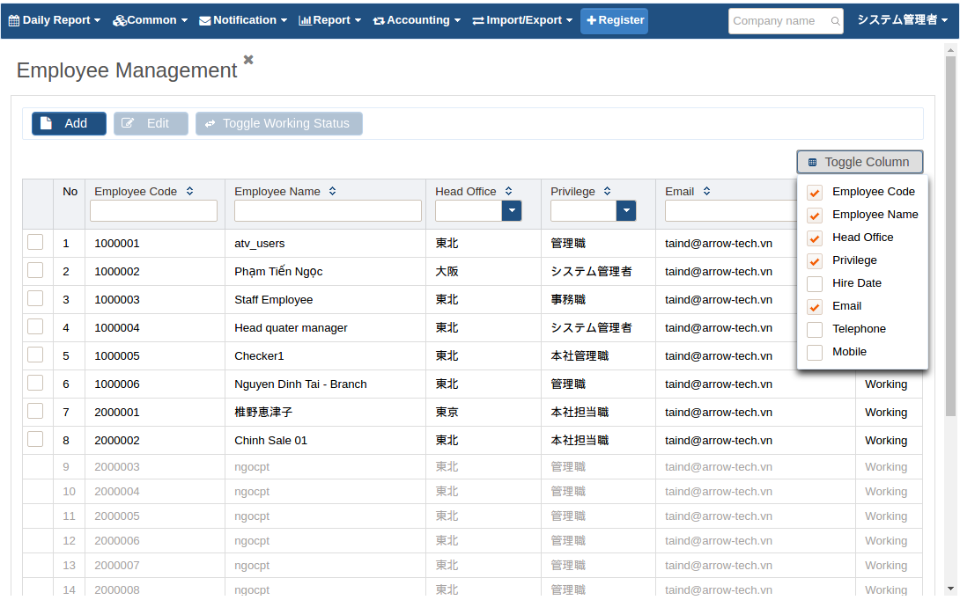 Daily Report Common Notification Report Accounting Import/Export Register Company name システム管理者
Employee Management
Add Edit Toggle Working Status
Toggle Column
No Employee Code Employee Name Head Office Privilege Email
Employee Code
Employee Name
Head Office
Privilege
Hire Date
Email
Telephone
Mobile
1 1000001 atv_users 東北 管理職 taind@arrow-tech.vn
2 1000002 Phạm Tiến Ngọc 大阪 システム管理者 taind@arrow-tech.vn
3 1000003 Staff Employee 東北 事務職 taind@arrow-tech.vn
4 1000004 Head quater manager 東北 システム管理者 taind@arrow-tech.vn
5 1000005 Checker1 東北 本社管理職 taind@arrow-tech.vn
6 1000006 Nguyen Dinh Tai - Branch 東北 管理職 taind@arrow-tech.vn Working
7 2000001 椎野恵津子 東京 本社担当職 taind@arrow-tech.vn Working
8 2000002 Chinh Sale 01 東北 本社担当職 taind@arrow-tech.vn Working
9 2000003 ngocpt 東北 管理職 taind@arrow-tech.vn Working
10 2000004 ngocpt 東北 管理職 taind@arrow-tech.vn Working
11 2000005 ngocpt 東北 管理職 taind@arrow-tech.vn Working
12 2000006 ngocpt 東北 管理職 taind@arrow-tech.vn Working
13 2000007 ngocpt 東北 管理職 taind@arrow-tech.vn Working
14 2000008 ngocpt 東北 管理職 taind@arrow-tech.vn Working